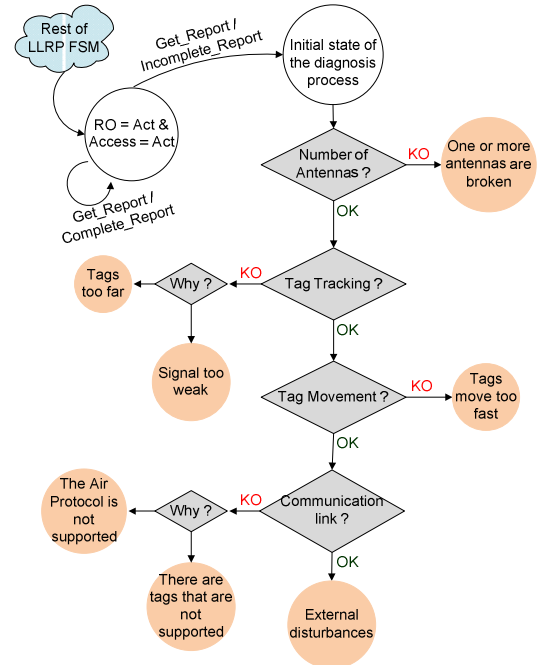 Rest of
LLRP FSM
Get_Report /
Incomplete_Report
Initial state of
the diagnosis
process
RO = Act &
Access = Act
Get_Report /
Complete_Report
Number of
Antennas ?
KO
One or more
antennas are
broken
OK
Tags
too far
Why ?
KO
Tag Tracking ?
OK
Signal too
weak
Tag Movement ?
KO
Tags
move too
fast
OK
The Air
Protocol is
not
supported
Why ?
KO
Communication
link ?
OK
There are
tags that are
not
supported
External
disturbances